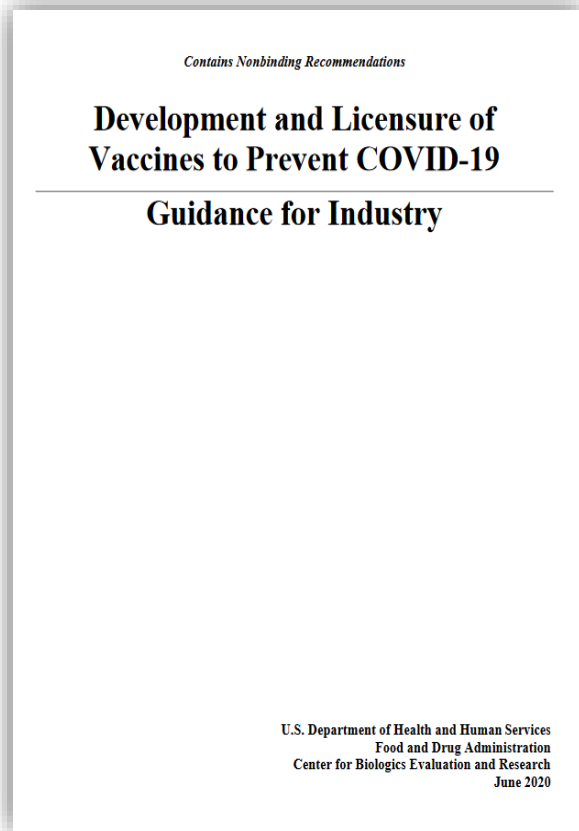 Contains Nonbinding Recommendations
Development and Licensure of
Vaccines to Prevent COVID-19
Guidance for Industry
U.S. Department of Health and Human Services
Food and Drug Administration
Center for Biologics Evaluation and Research
June 2020